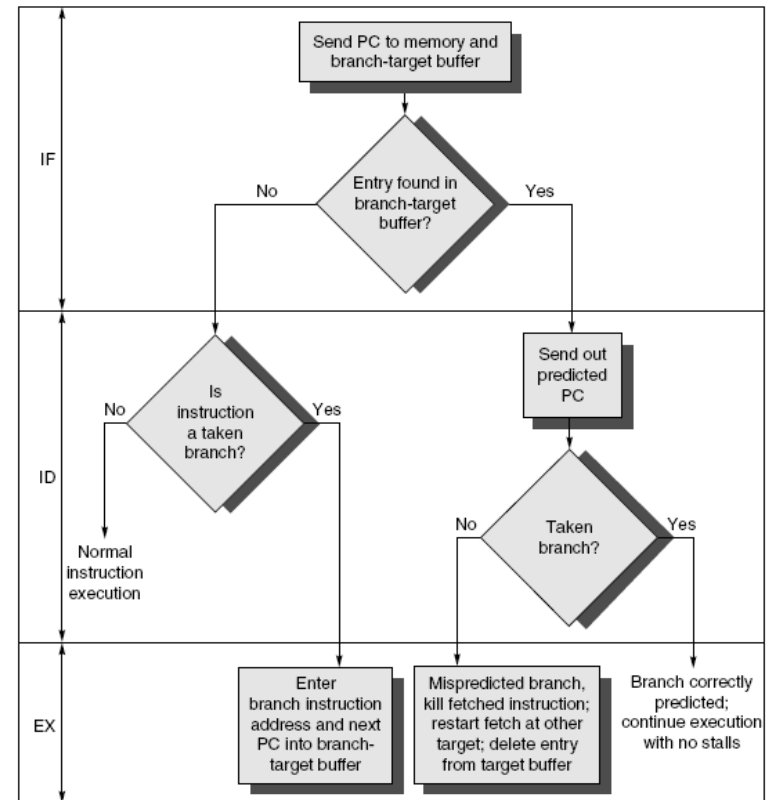 Send PC to memory and
branch-target buffer
IF
No
Entry found in
branch-target
buffer?
Yes
Send out
predicted
PC
Is
instruction
a taken
branch?
No
Yes
ID
No
Taken
branch?
Yes
Normal
instruction
execution
EX
Enter
branch instruction
address and next
PC into branch-
target buffer
Mispredicted branch,
kill fetched instruction;
restart fetch at other
target; delete entry
from target buffer
Branch correctly
predicted;
continue execution
with no stalls